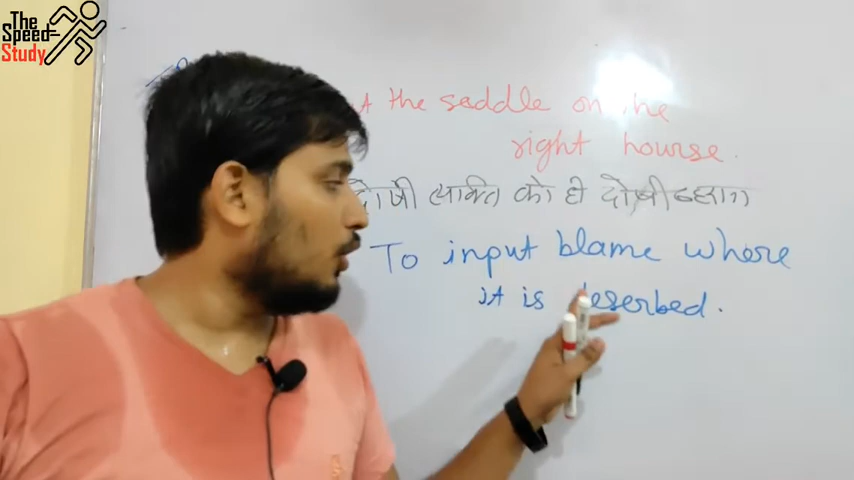 The
Speed
Study
the saddle on the
right hourse.
दोषी व्यक्ति को ही दोषी ठहराना
To input blame where
it is deserbed.